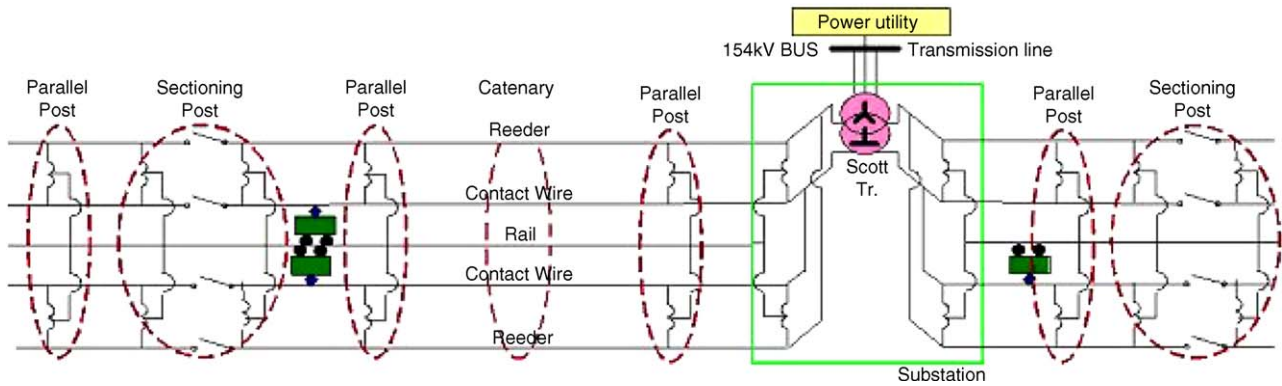 Power utility
154kV BUS
Transmission line
Parallel
Post
Sectioning
Post
Parallel
Post
Catenary
Parallel
Post
Parallel
Post
Sectioning
Post
Reeder
Scott
Tr.
Contact Wire
Rail
Contact Wire
Reeder
Substation